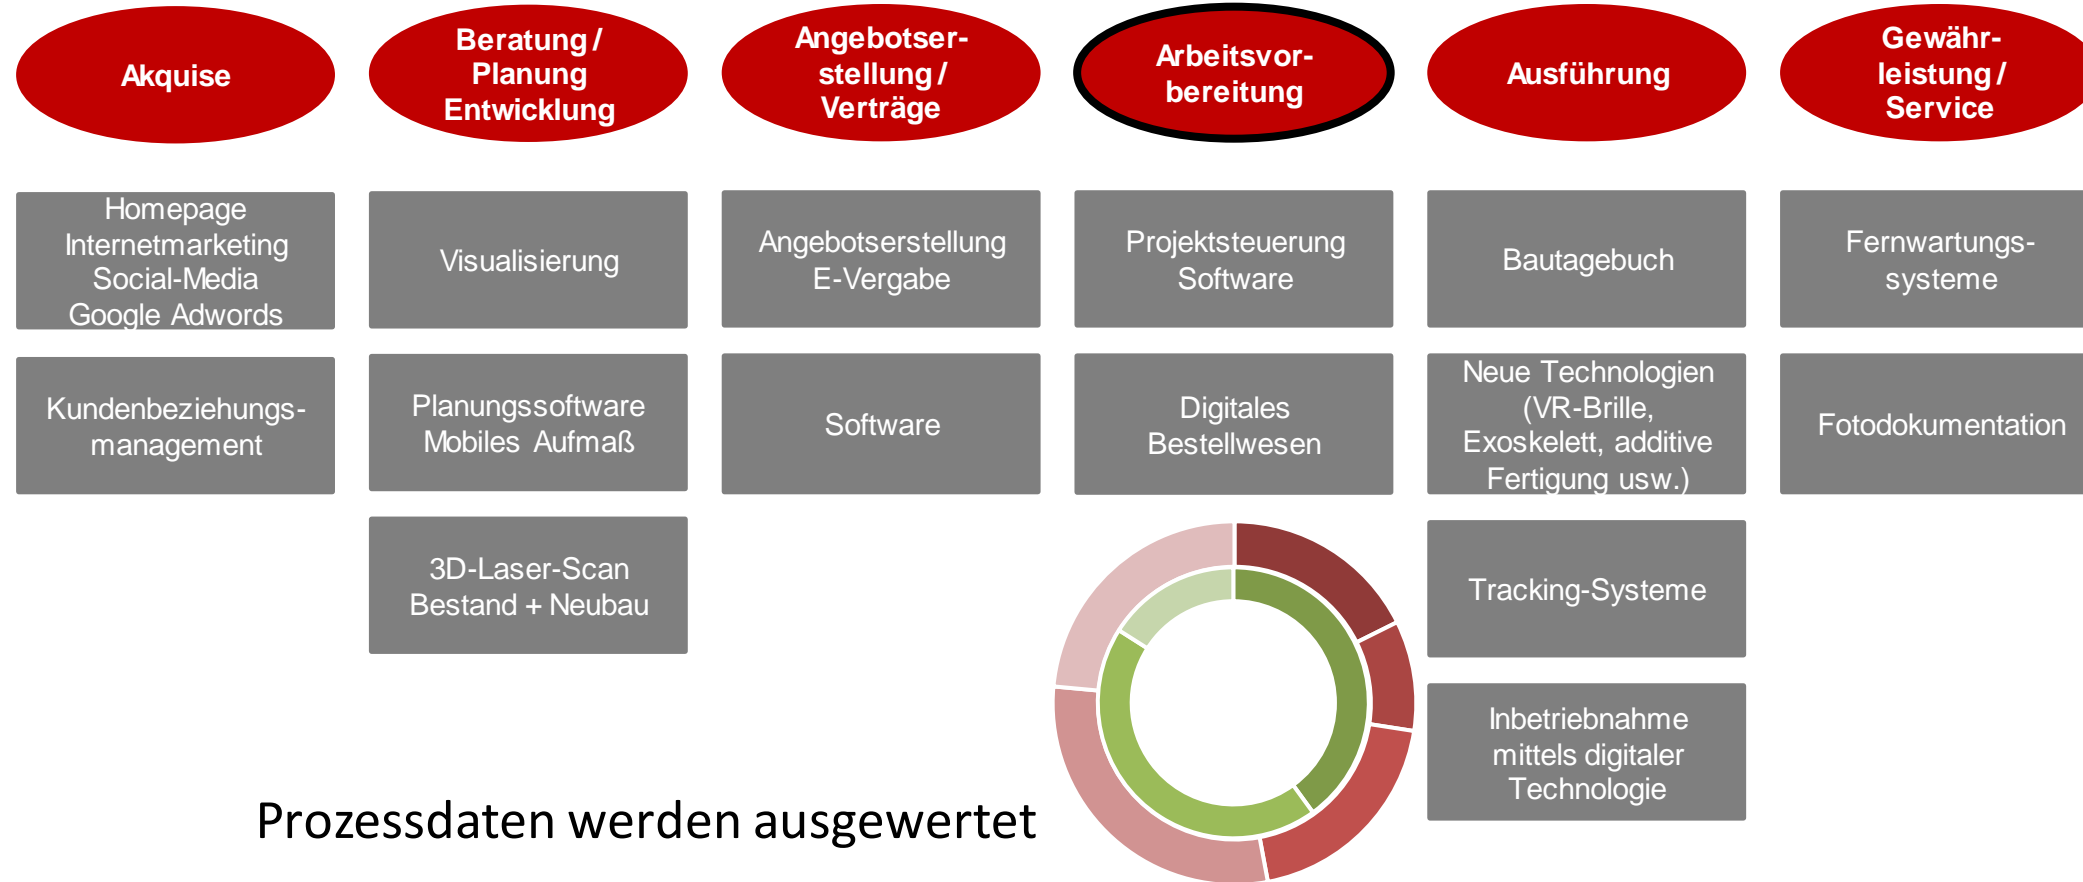 Akquise
Beratung /
Planung
Entwicklung
Angebotser-
stellung /
Verträge
Arbeitsvor-
bereitung
Ausführung
Gewähr-
leistung /
Service
Homepage
Internetmarketing
Social-Media
Google Adwords
Visualisierung
Angebotserstellung
E-Vergabe
Projektsteuerung
Software
Bautagebuch
Fernwartungs-
systeme
Kundenbeziehungs-
management
Planungssoftware
Mobiles Aufmaß
Software
Digitales
Bestellwesen
Neue Technologien
(VR-Brille,
Exoskelett, additive
Fertigung usw.)
Fotodokumentation
3D-Laser-Scan
Bestand + Neubau
Tracking-Systeme
Inbetriebnahme
mittels digitaler
Technologie
Prozessdaten werden ausgewertet